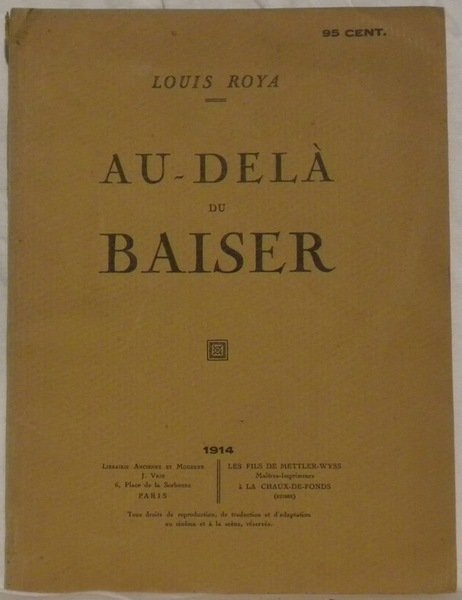 95 CENT.
LOUIS ROYA
AU-DELÀ
DU
BAISER
1914
LIBRAIRIE ANCIENNE ET MODERNE
J. VRIN
6, Place de la Sorbonne
PARIS
LES FILS DE METTLER-WYSS
Maîtres-Imprimeurs
à LA CHAUX-DE-FONDS
(SUISSE)
Tous droits de reproduction, de traduction et d'adaptation
au cinéma et à la scène, réservés.